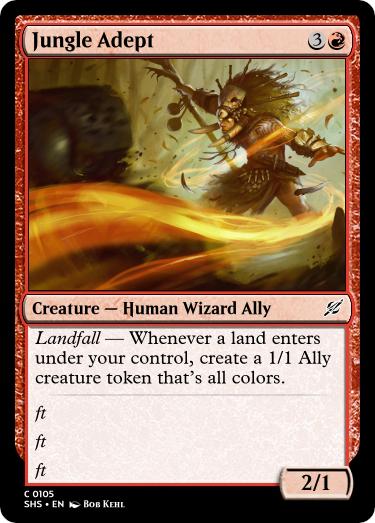 Jungle Adept 3
Creature — Human Wizard Ally
Landfall — Whenever a land enters
under your control, create a 1/1 Ally
creature token that's all colors.
ft
ft
ft
2/1
C 0105
SHS • EN Bob Kehl